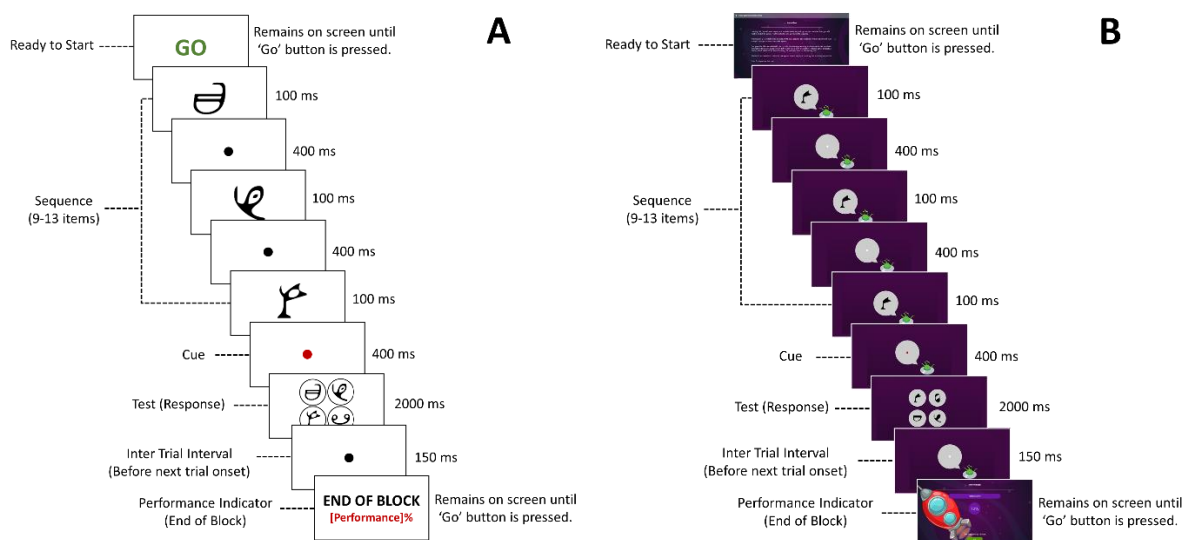 Ready to Start
GO
Remains on screen until
'Go' button is pressed.
A
100 ms
400 ms
Sequence
(9-13 items)
100 ms
400 ms
100 ms
Cue
400 ms
Test (Response)
2000 ms
Inter Trial Interval
(Before next trial onset)
150 ms
Performance Indicator
(End of Block)
END OF BLOCK
[Performance]%
Remains on screen until
'Go' button is pressed.
Ready to Start
Remains on screen until
'Go' button is pressed.
B
100 ms
400 ms
Sequence
(9-13 items)
100 ms
400 ms
100 ms
Cue
400 ms
Test (Response)
2000 ms
Inter Trial Interval
(Before next trial onset)
150 ms
Performance Indicator
(End of Block)
Remains on screen until
'Go' button is pressed.